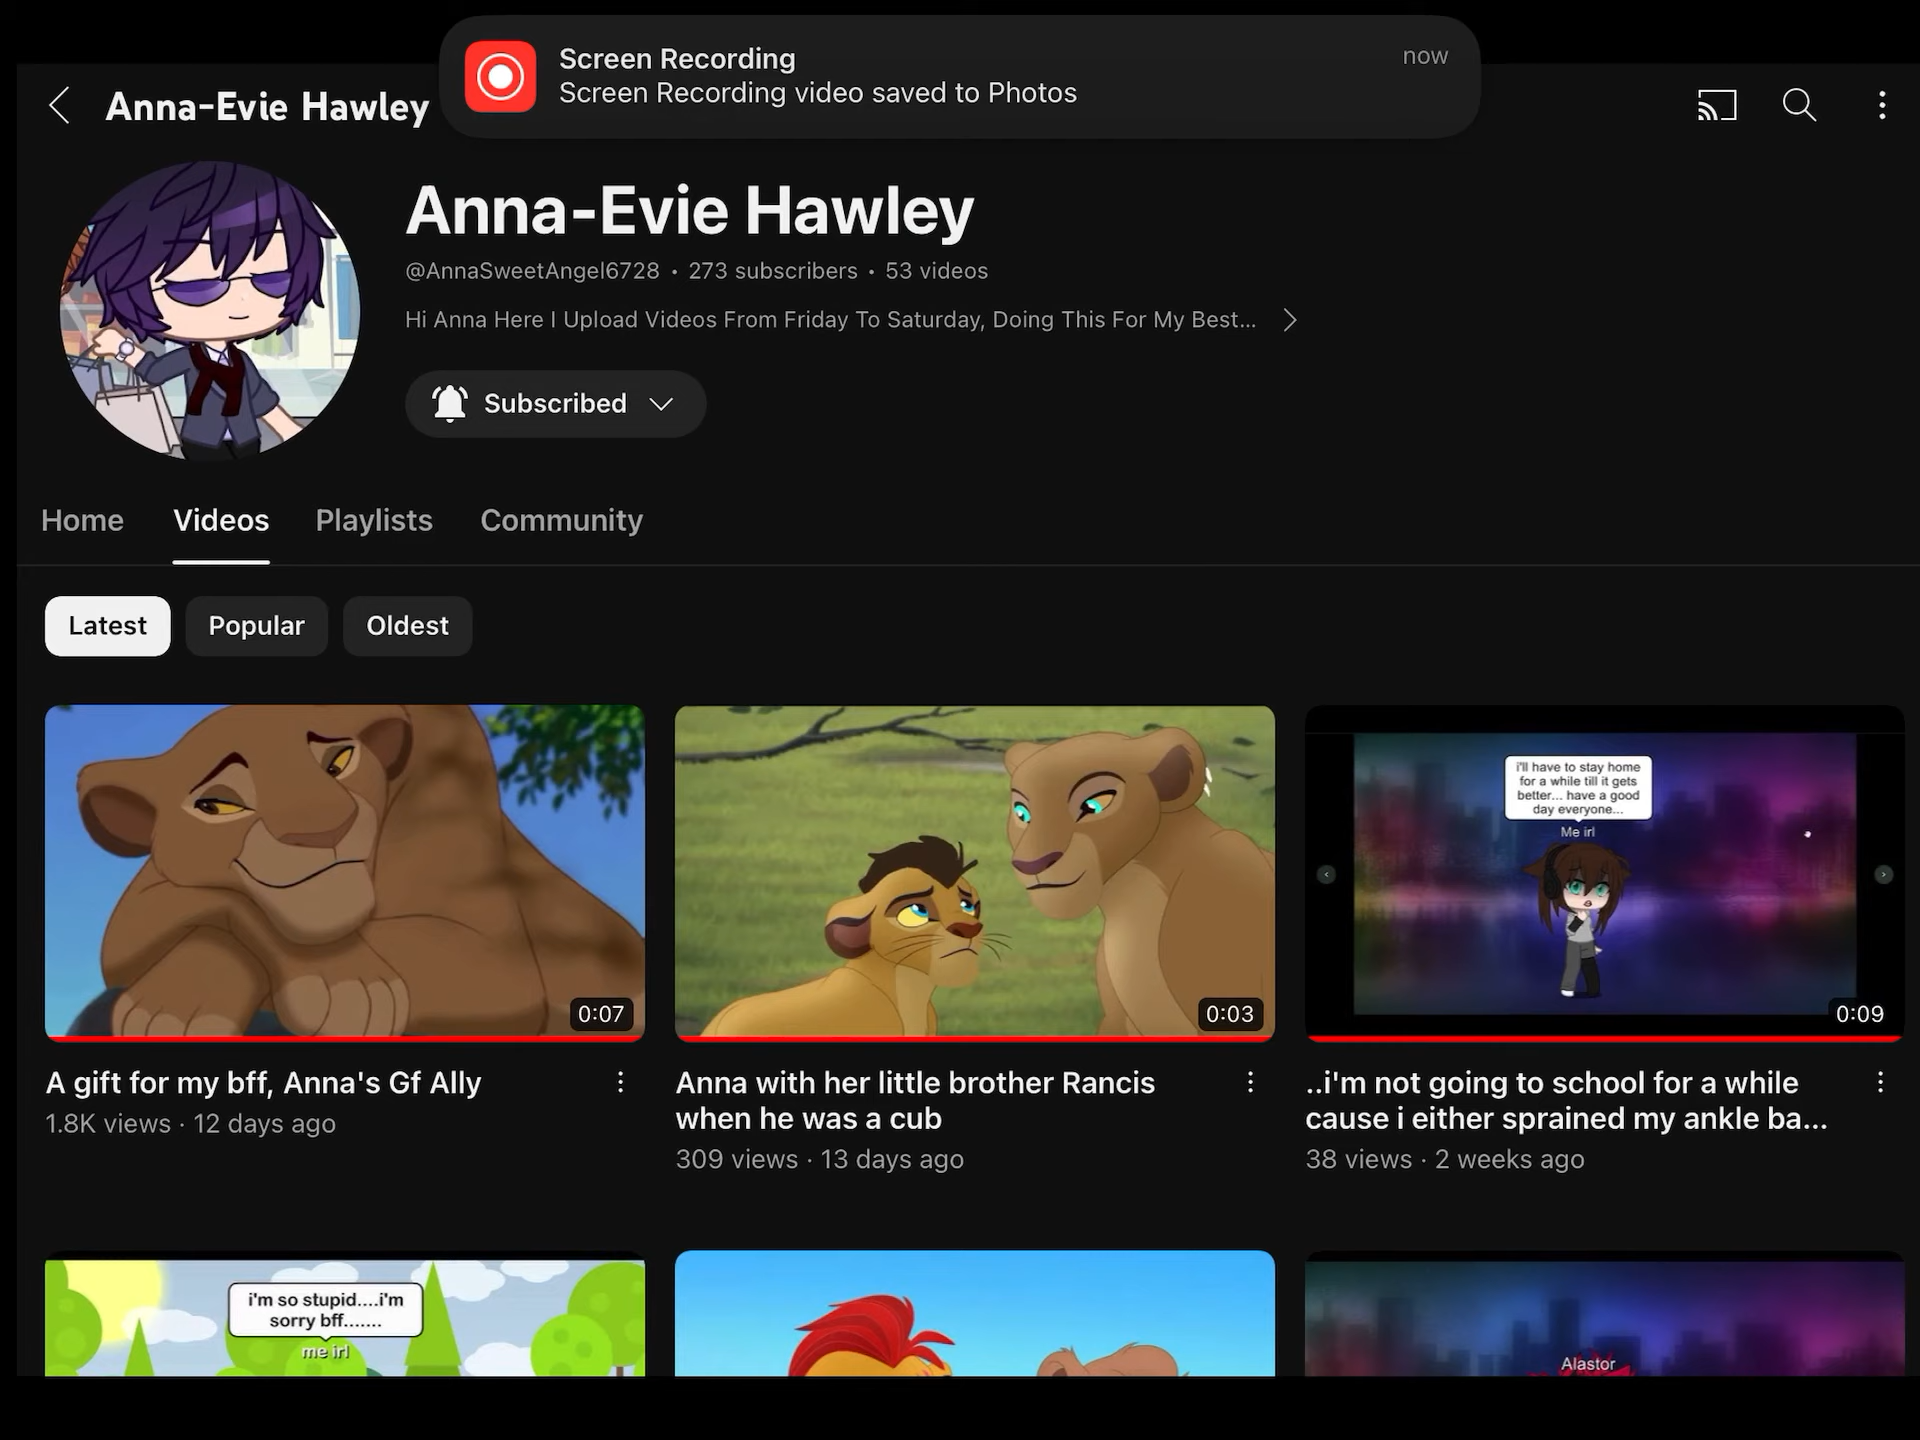 Screen Recording
now
Screen Recording video saved to Photos
Anna-Evie Hawley
Anna-Evie Hawley
@AnnaSweetAngel6728 • 273 subscribers • 53 videos
Hi Anna Here I Upload Videos From Friday To Saturday, Doing This For My Best...
Subscribed
Home Videos Playlists Community
Latest Popular Oldest
0:07
0:03
i'll have to stay home
for a while till it gets
better... have a good
day everyone...
Me irl
0:09
A gift for my bff, Anna's Gf Ally
1.8K views · 12 days ago
Anna with her little brother Rancis
when he was a cub
309 views · 13 days ago
..i'm not going to school for a while
cause i either sprained my ankle ba...
38 views · 2 weeks ago
i'm so stupid....i'm
sorry bff.......
me irl
Alastor